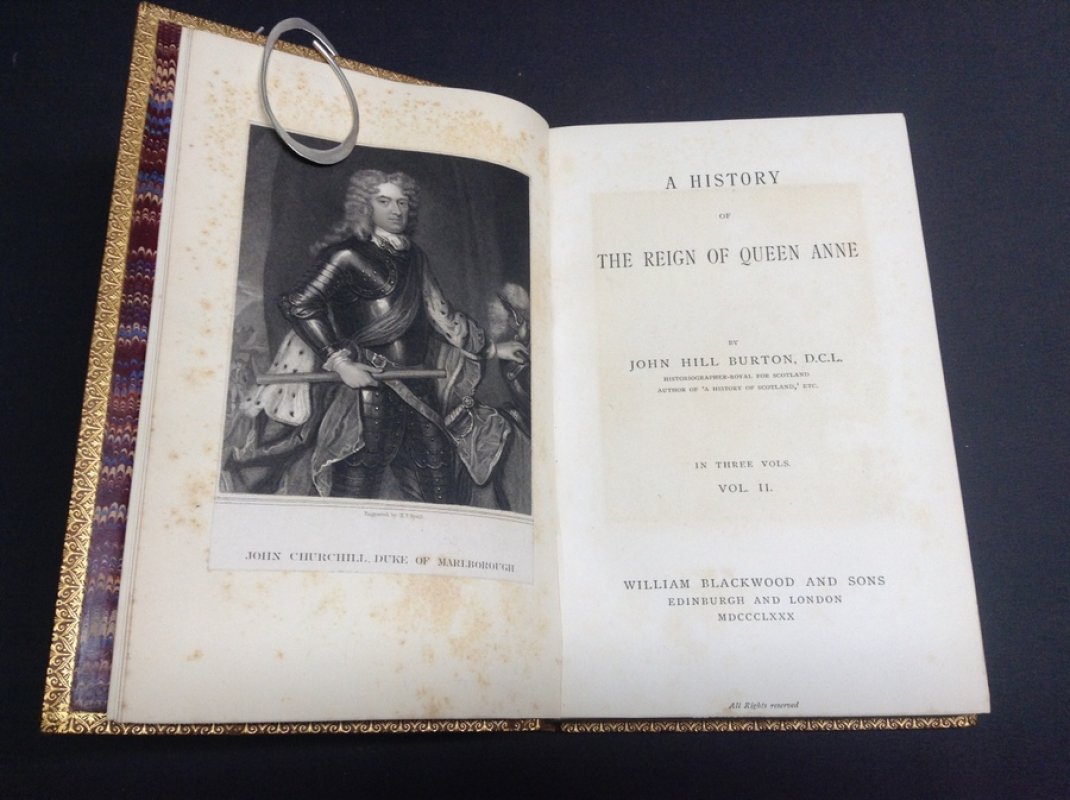 Engraved by
JOHN CHURCHILL, DUKE OF MARLBOROUGH
A HISTORY
OF
THE REIGN OF QUEEN ANNE
BY
JOHN HILL BURTON, D.C.L.
HISTORIOGRAPHER-ROYAL FOR SCOTLAND
AUTHOR OF 'A HISTORY OF SCOTLAND,' ETC.
IN THREE VOLS.
VOL. II.
WILLIAM BLACKWOOD AND SONS
EDINBURGH AND LONDON
MDCCCLXXX
All Rights reserved